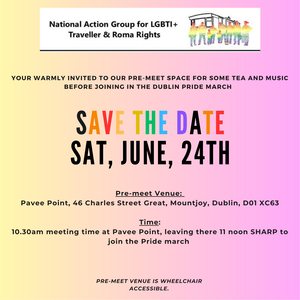 National Action Group for LGBTI+
Traveller & Roma Rights
YOUR WARMLY INVITED TO OUR PRE-MEET SPACE FOR SOME TEA AND MUSIC
BEFORE JOINING IN THE DUBLIN PRIDE MARCH
SAVE THE DATE
SAT, JUNE, 24TH
Pre-meet Venue:
Pavee Point, 46 Charles Street Great, Mountjoy, Dublin, D01 XC63
Time:
10.30am meeting time at Pavee Point, leaving there 11 noon SHARP to
join the Pride march
PRE-MEET VENUE IS WHEELCHAIR
ACCESSIBLE.